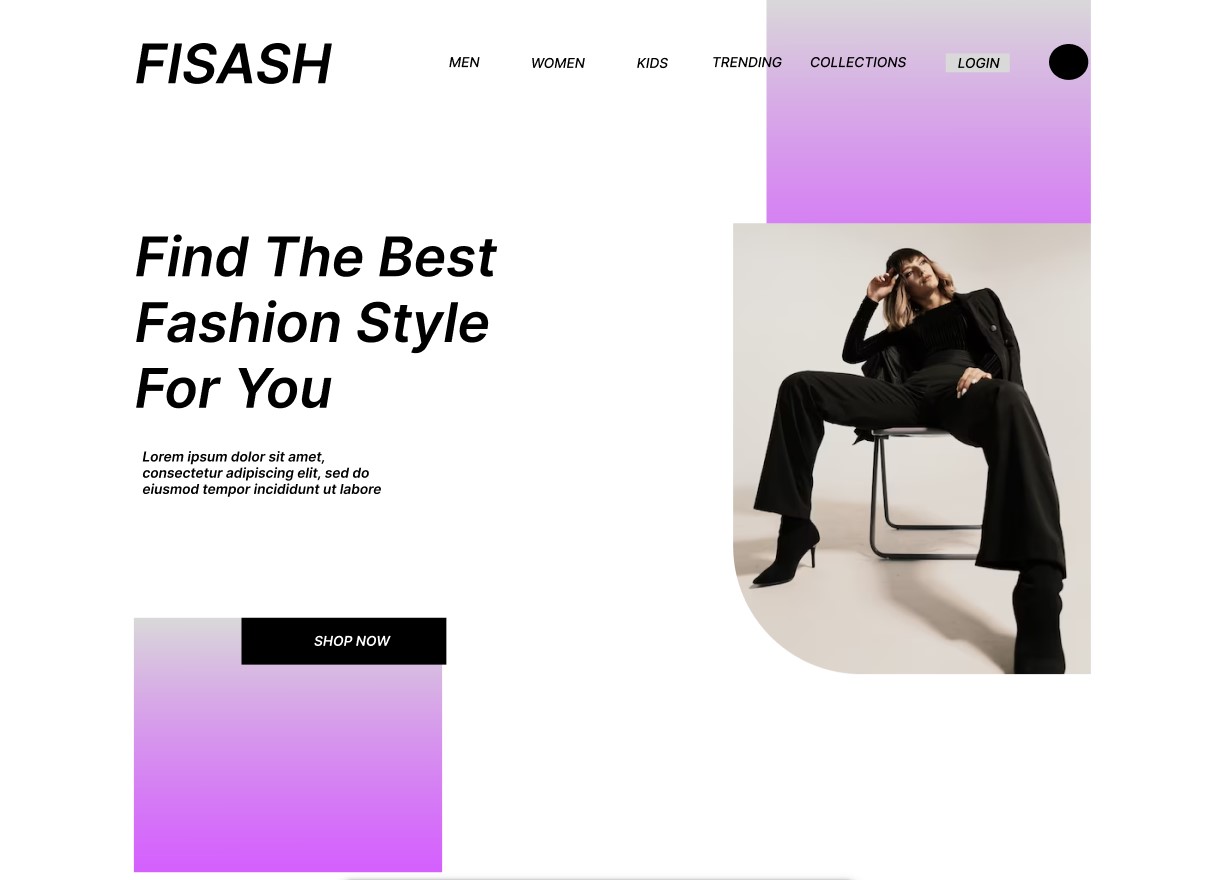 FISASH
MEN WOMEN KIDS TRENDING COLLECTIONS LOGIN
Find The Best
Fashion Style
For You
Lorem ipsum dolor sit amet,
consectetur adipiscing elit, sed do
eiusmod tempor incididunt ut labore
SHOP NOW